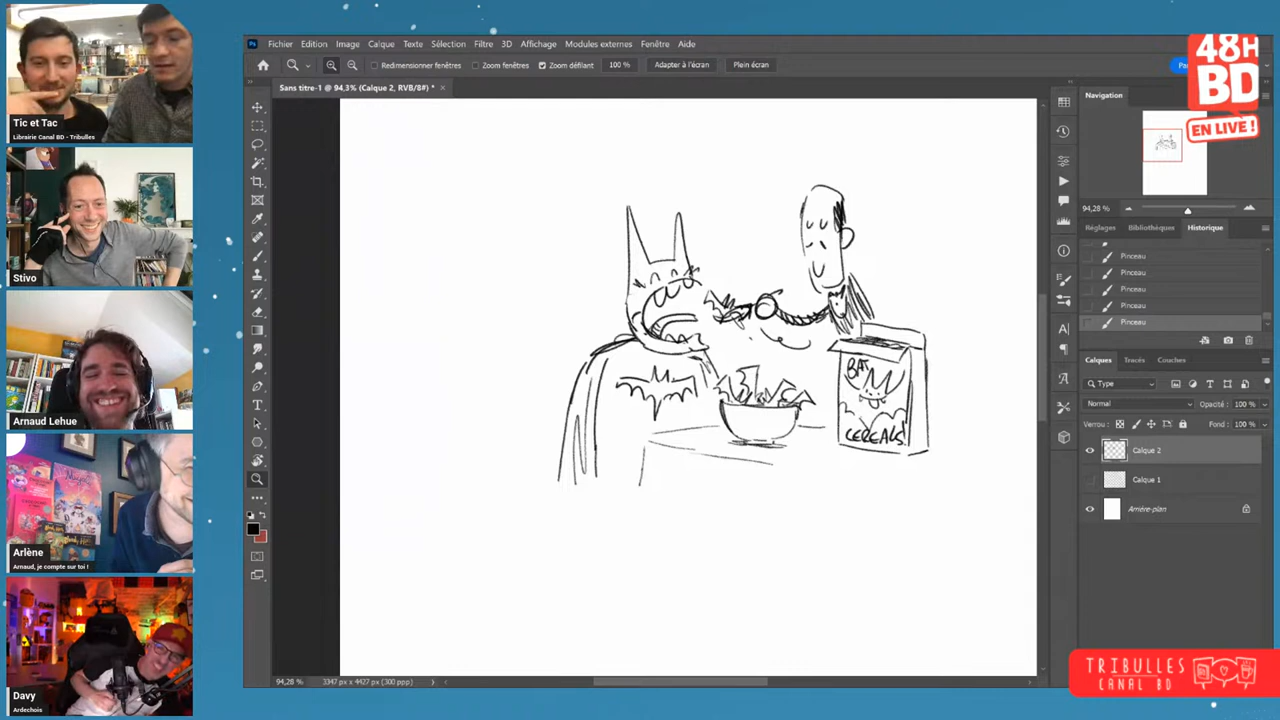 Tic et Tac
Librairie Canal BD - Tribulles
Stivo
Arnaud Lehue
Arlène
Arnaud, je compte sur toi !
Davy
Ardechois
Ps
Fichier Edition Image Calque Texte Sélection Filtre 3D Affichage Modules externes Fenêtre Aide
Redimensionner fenêtres Zoom fenêtres Zoom défilant 100 % Adapter à l'écran Plein écran
Sans titre-1 @ 94,3% (Calque 2, RVB/8#) *
BAT
CEREALS!
94,28 % 3347 px x 4427 px (300 ppp)
48H
BD
EN LIVE !
Navigation
94,28 %
Réglages Bibliothèques Historique
Pinceau
Pinceau
Pinceau
Pinceau
Pinceau
Calques Tracés Couches
Type
Normal Opacité : 100 %
Verrou : Fond : 100 %
Calque 2
Calque 1
Arrière-plan
TRIBULLES
CANAL BD